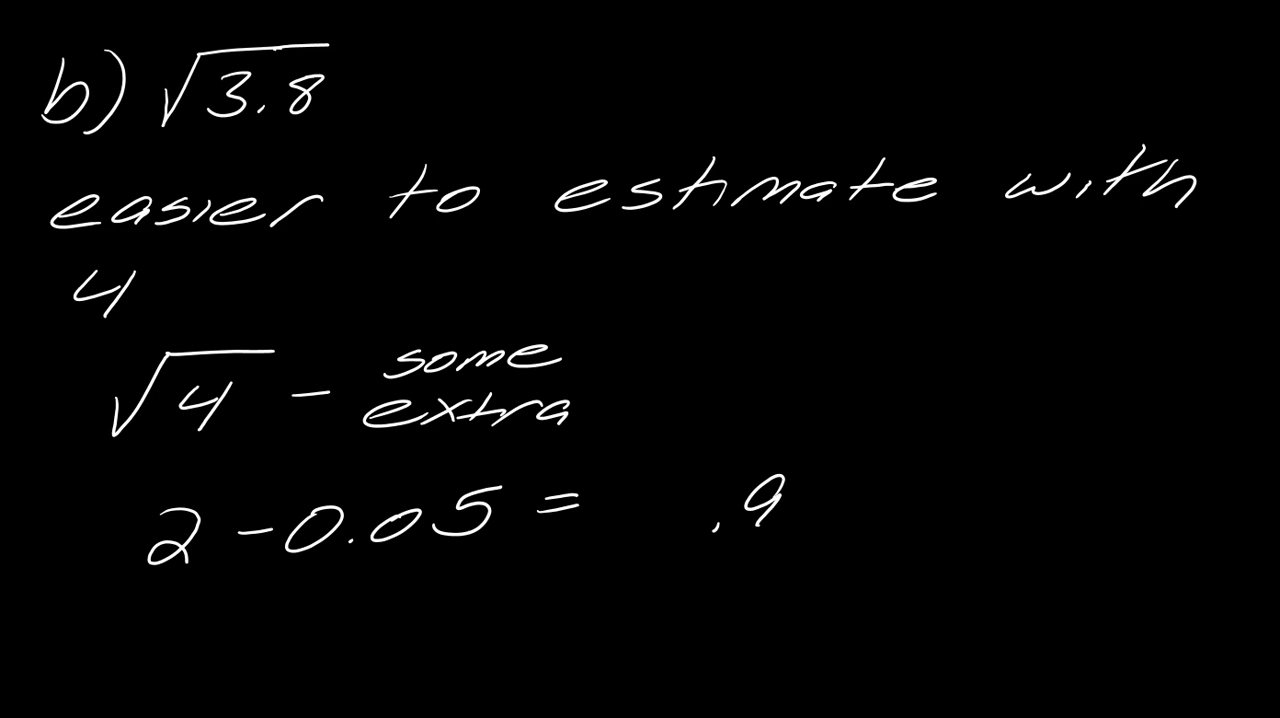 b) √3.8
easier to estimate with
4
√4 - some extra
2 - 0.05 = .9